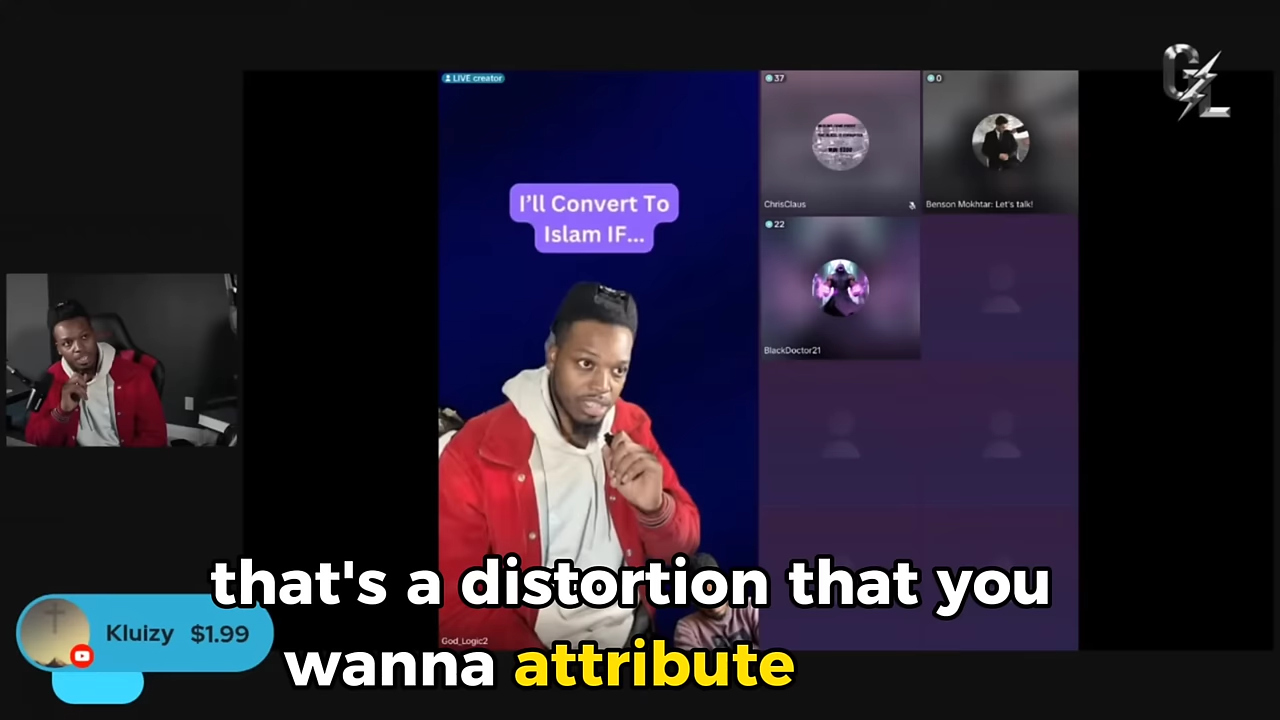 GL
LIVE creator
37
0
I'll Convert To
Islam IF...
ChrisClaus
Benson Mokhtar: Let's talk!
22
BlackDoctor21
that's a distortion that you
wanna attribute
Kluizy $1.99
God_Logic2